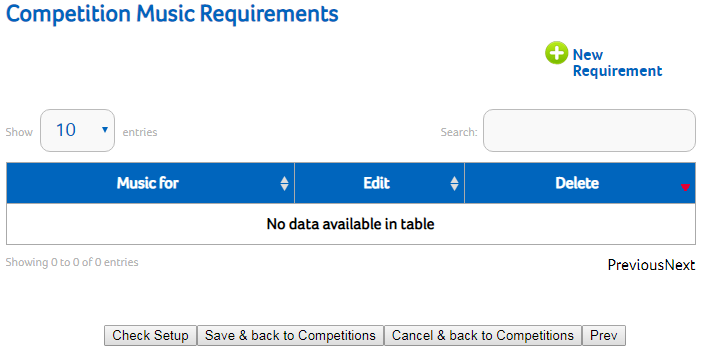 Competition Music Requirements
New
Requirement
Show 10 entries Search:
Music for Edit Delete
No data available in table
Showing 0 to 0 of 0 entries PreviousNext
Check Setup Save & back to Competitions Cancel & back to Competitions Prev